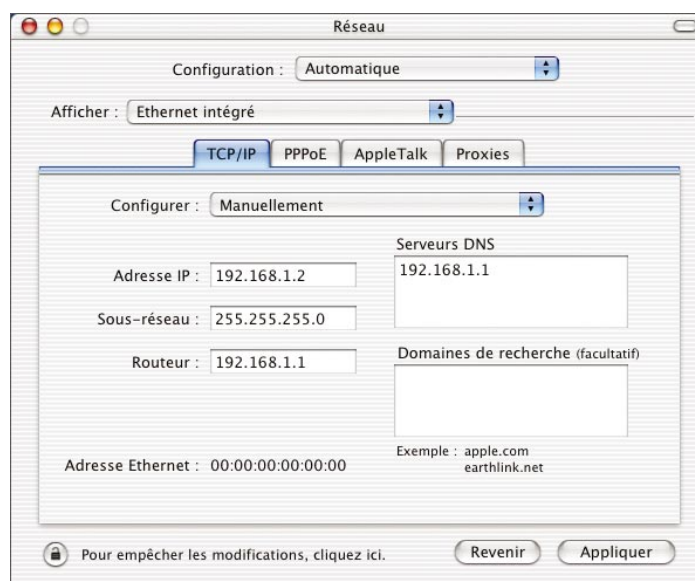 Réseau
Configuration : Automatique
Afficher : Ethernet intégré
TCP/IP PPPoE AppleTalk Proxies
Configurer : Manuellement
Serveurs DNS
192.168.1.1
Adresse IP : 192.168.1.2
Sous-réseau : 255.255.255.0
Routeur : 192.168.1.1
Domaines de recherche (facultatif)
Exemple : apple.com
earthlink.net
Adresse Ethernet : 00:00:00:00:00:00
Pour empêcher les modifications, cliquez ici.
Revenir Appliquer